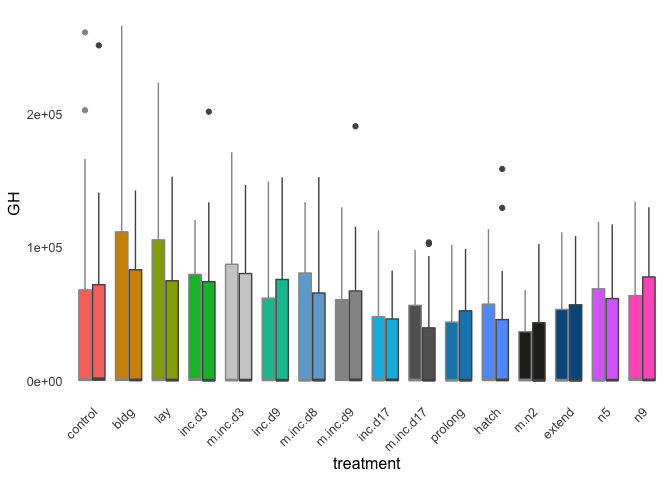 GH
2e+05
1e+05
0e+00
control
bldg
lay
inc.d3
m.inc.d3
inc.d9
m.inc.d8
m.inc.d9
inc.d17
m.inc.d17
prolong
hatch
m.n2
extend
n5
n9
treatment